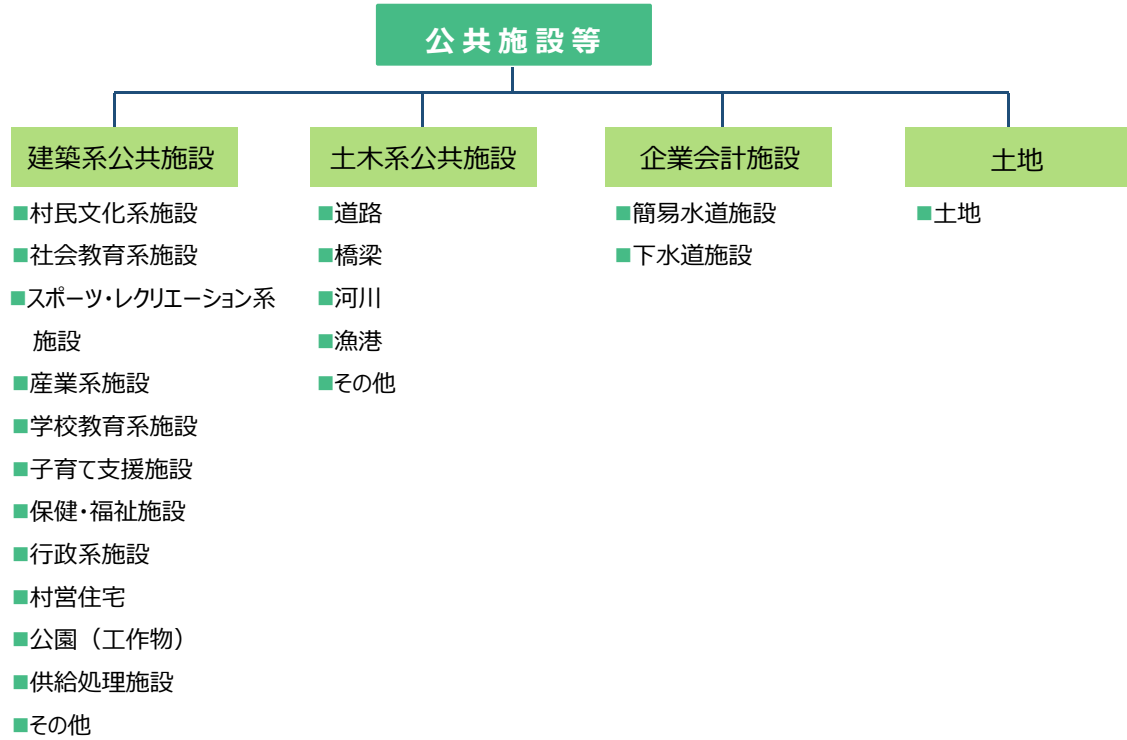 公共施設等
建築系公共施設
■村民文化系施設
■社会教育系施設
■スポーツ・レクリエーション系
施設
■産業系施設
■学校教育系施設
■子育て支援施設
■保健・福祉施設
■行政系施設
■村営住宅
■公園（工作物）
■供給処理施設
■その他
土木系公共施設
■道路
■橋梁
■河川
■漁港
■その他
企業会計施設
■簡易水道施設
■下水道施設
土地
■土地